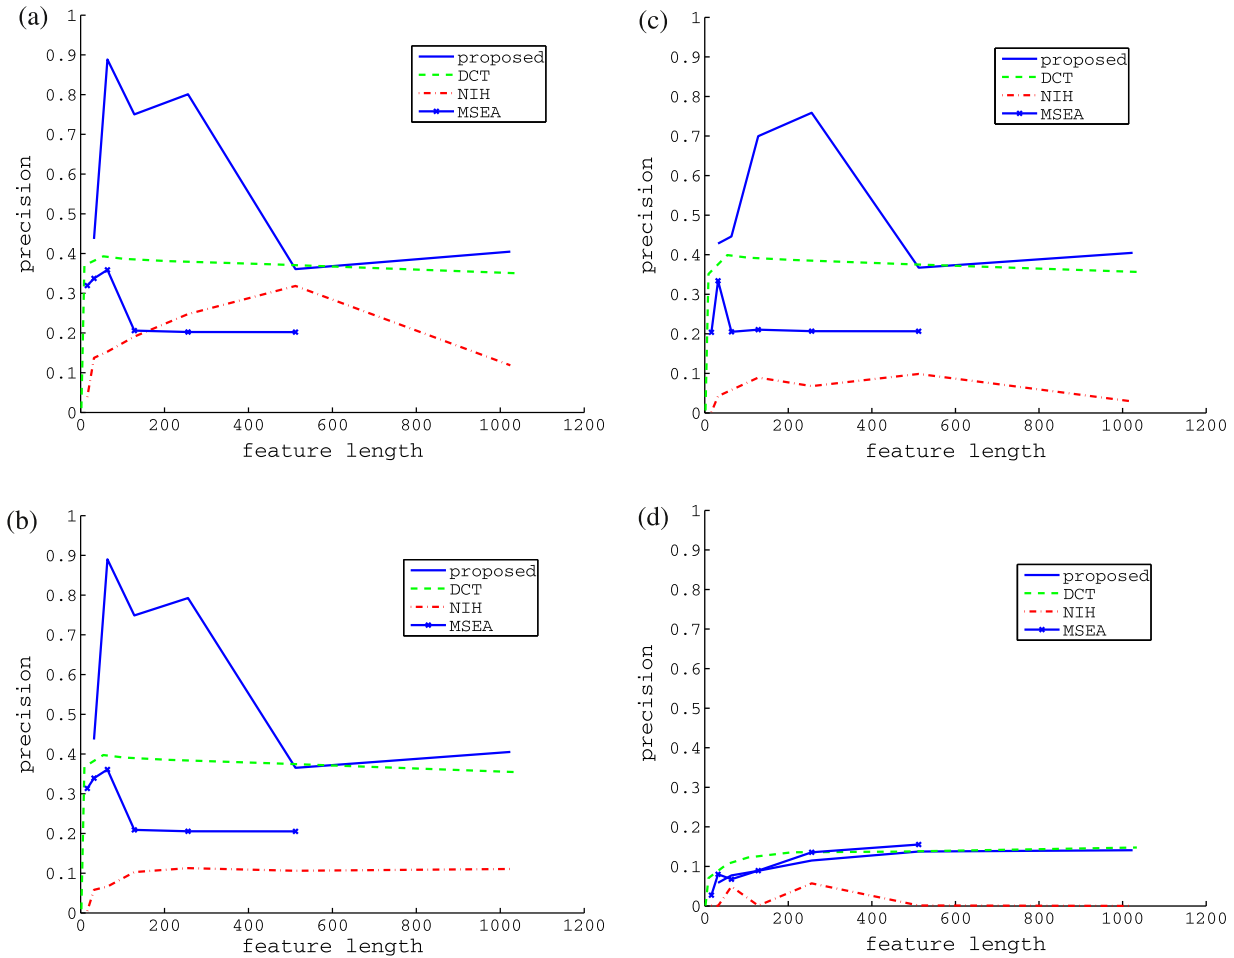 (a)
1
0.9
0.8
0.7
0.6
0.5
0.4
0.3
0.2
0.1
0
precision
proposed
DCT
NIH
MSEA
0 200 400 600 800 1000 1200
feature length
(c)
1
0.9
0.8
0.7
0.6
0.5
0.4
0.3
0.2
0.1
0
precision
proposed
DCT
NIH
MSEA
0 200 400 600 800 1000 1200
feature length
(b)
1
0.9
0.8
0.7
0.6
0.5
0.4
0.3
0.2
0.1
0
precision
proposed
DCT
NIH
MSEA
0 200 400 600 800 1000 1200
feature length
(d)
1
0.9
0.8
0.7
0.6
0.5
0.4
0.3
0.2
0.1
0
precision
proposed
DCT
NIH
MSEA
0 200 400 600 800 1000 1200
feature length